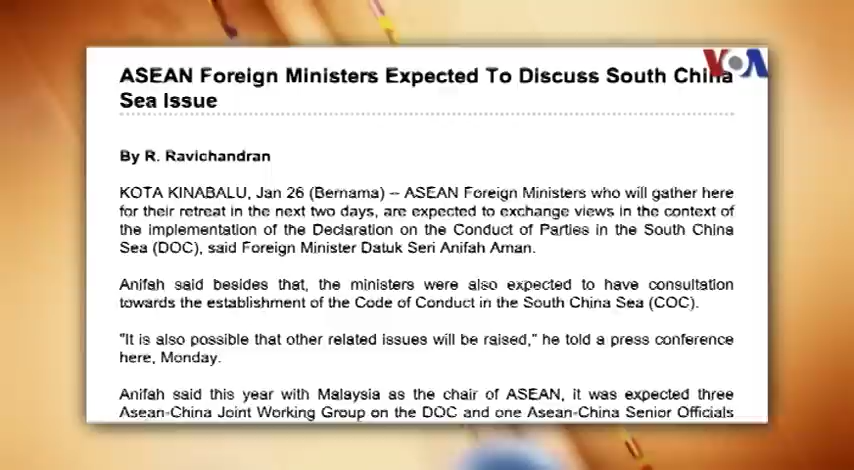 VOA
ASEAN Foreign Ministers Expected To Discuss South China
Sea Issue
By R. Ravichandran
KOTA KINABALU, Jan 26 (Bernama) -- ASEAN Foreign Ministers who will gather here
for their retreat in the next two days, are expected to exchange views in the context of
the implementation of the Declaration on the Conduct of Parties in the South China
Sea (DOC), said Foreign Minister Datuk Seri Anifah Aman.
Anifah said besides that, the ministers were also expected to have consultation
towards the establishment of the Code of Conduct in the South China Sea (COC).
"It is also possible that other related issues will be raised," he told a press conference
here, Monday.
Anifah said this year with Malaysia as the chair of ASEAN, it was expected three
Asean-China Joint Working Group on the DOC and one Asean-China Senior Officials